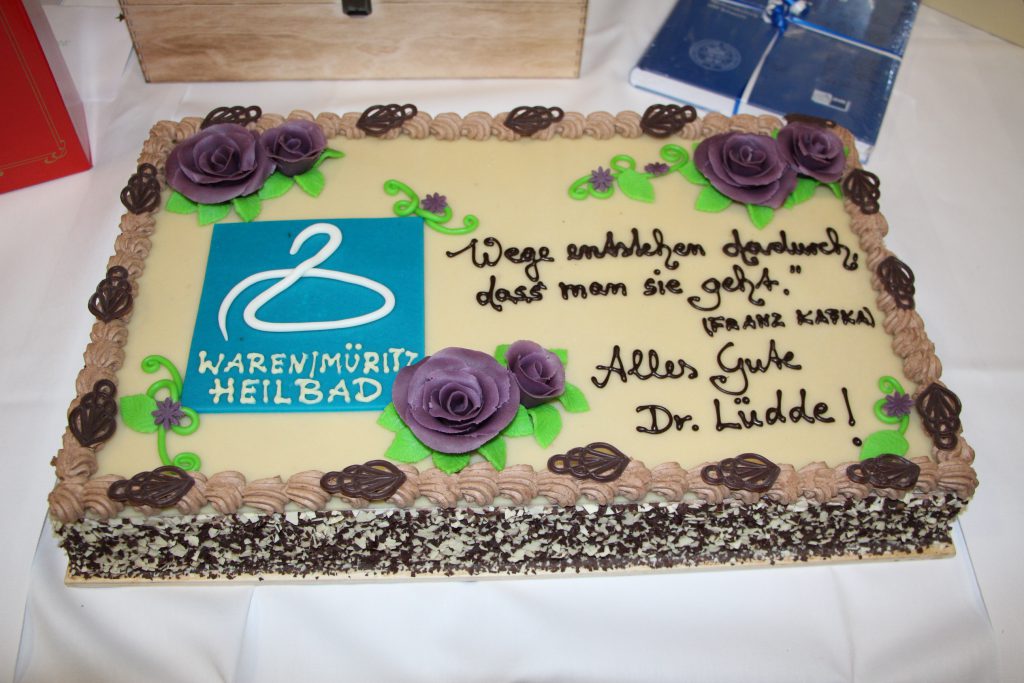 WAREN/MÜRITZ
HEILBAD
Wege entstehen dadurch,
dass man sie geht."
(FRANZ KAFKA)
Alles Gute
Dr. Lüdde!